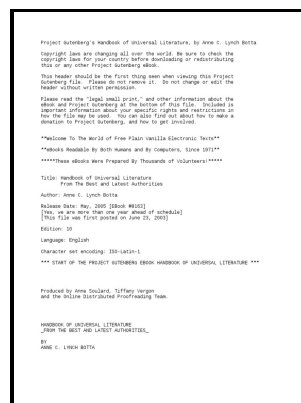 Project Gutenberg's Handbook of Universal Literature, by Anne C. Lynch Botta
Copyright laws are changing all over the world. Be sure to check the
copyright laws for your country before downloading or redistributing
this or any other Project Gutenberg eBook.
This header should be the first thing seen when viewing this Project
Gutenberg file. Please do not remove it. Do not change or edit the
header without written permission.
Please read the "legal small print," and other information about the
eBook and Project Gutenberg at the bottom of this file. Included is
important information about your specific rights and restrictions in
how the file may be used. You can also find out about how to make a
donation to Project Gutenberg, and how to get involved.
**Welcome To The World of Free Plain Vanilla Electronic Texts**
**eBooks Readable By Both Humans and By Computers, Since 1971**
*****These eBooks Were Prepared By Thousands of Volunteers!*****
Title: Handbook of Universal Literature
From The Best and Latest Authorities
Author: Anne C. Lynch Botta
Release Date: May, 2005 [EBook #8163]
[Yes, we are more than one year ahead of schedule]
[This file was first posted on June 23, 2003]
Edition: 10
Language: English
Character set encoding: ISO-Latin-1
*** START OF THE PROJECT GUTENBERG EBOOK HANDBOOK OF UNIVERSAL LITERATURE ***
Produced by Anne Soulard, Tiffany Vergon
and the Online Distributed Proofreading Team.
HANDBOOK OF UNIVERSAL LITERATURE
_FROM THE BEST AND LATEST AUTHORITIES_
BY
ANNE C. LYNCH BOTTA